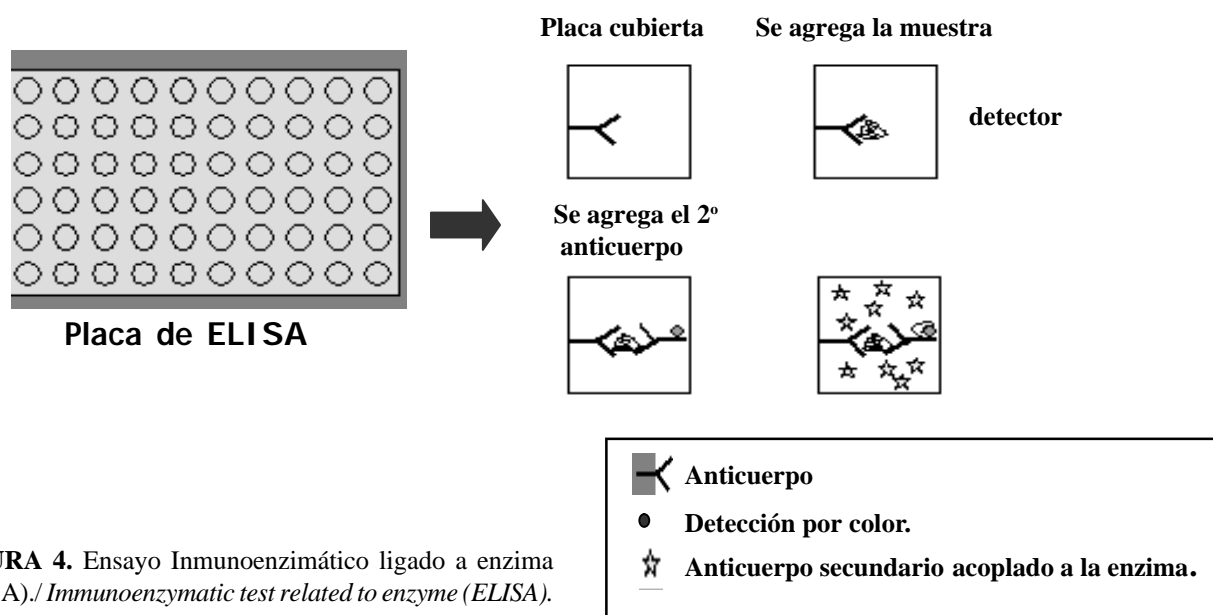 Placa cubierta
Se agrega la muestra
detector
Se agrega el 2º
anticuerpo
Placa de ELISA
Anticuerpo
Detección por color.
Anticuerpo secundario acoplado a la enzima.
URA 4. Ensayo Inmunoenzimático ligado a enzima
A)./ Immunoenzymatic test related to enzyme (ELISA).